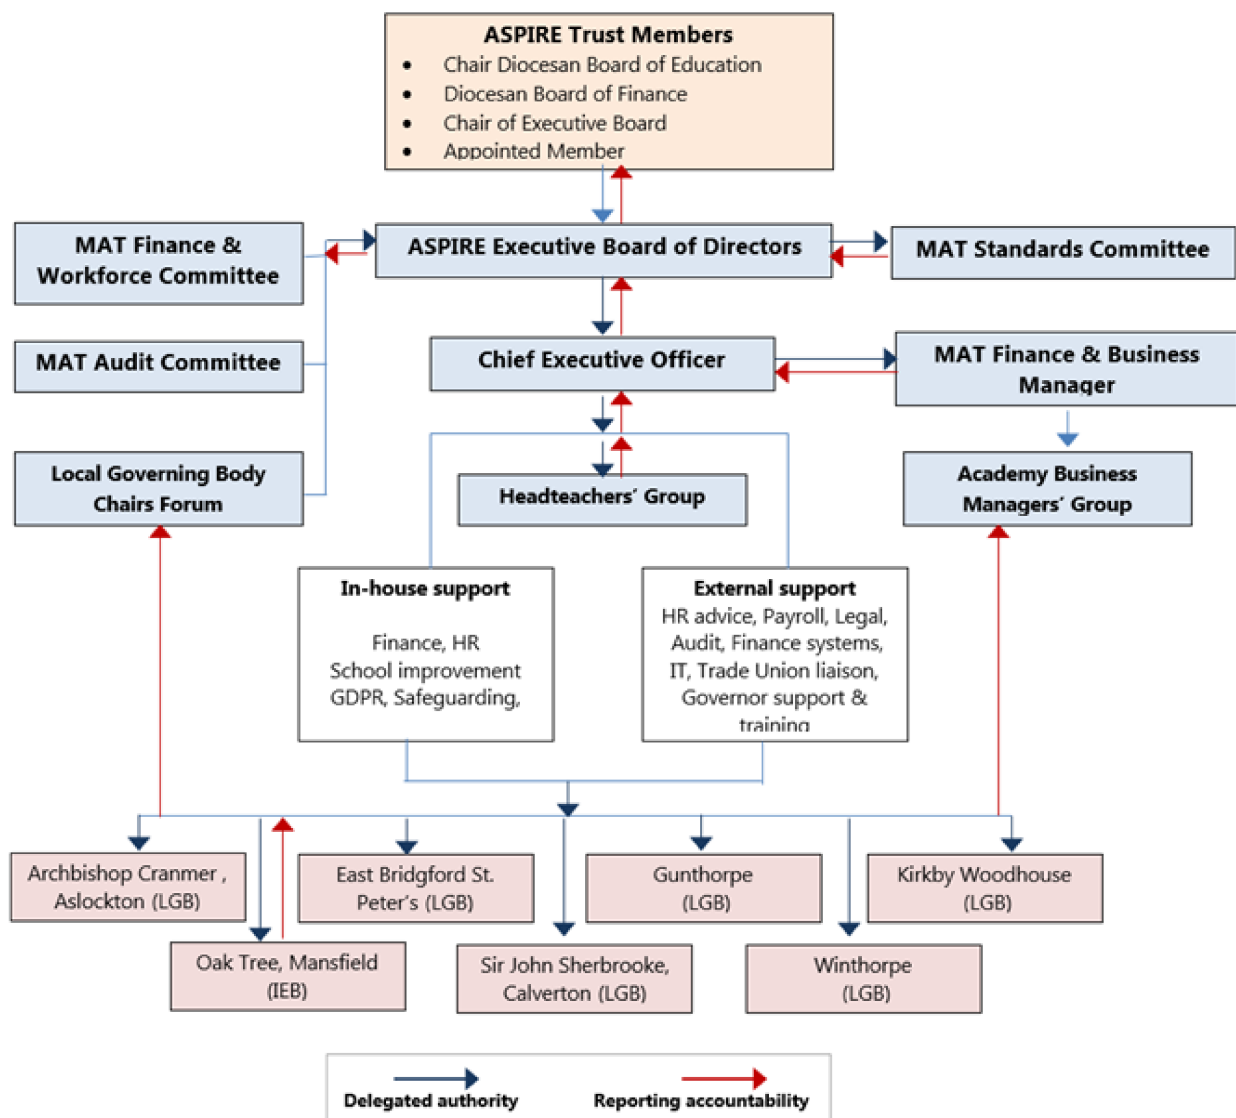 ASPIRE Trust Members
• Chair Diocesan Board of Education
• Diocesan Board of Finance
• Chair of Executive Board
• Appointed Member
MAT Finance &
Workforce Committee
ASPIRE Executive Board of Directors
MAT Standards Committee
MAT Audit Committee
Chief Executive Officer
MAT Finance & Business
Manager
Local Governing Body
Chairs Forum
Headteachers' Group
Academy Business
Managers' Group
In-house support
Finance, HR
School improvement
GDPR, Safeguarding,
External support
HR advice, Payroll, Legal,
Audit, Finance systems,
IT, Trade Union liaison,
Governor support &
training
Archbishop Cranmer ,
Aslockton (LGB)
East Bridgford St.
Peter's (LGB)
Gunthorpe
(LGB)
Kirkby Woodhouse
(LGB)
Oak Tree, Mansfield
(IEB)
Sir John Sherbrooke,
Calverton (LGB)
Winthorpe
(LGB)
Delegated authority
Reporting accountability